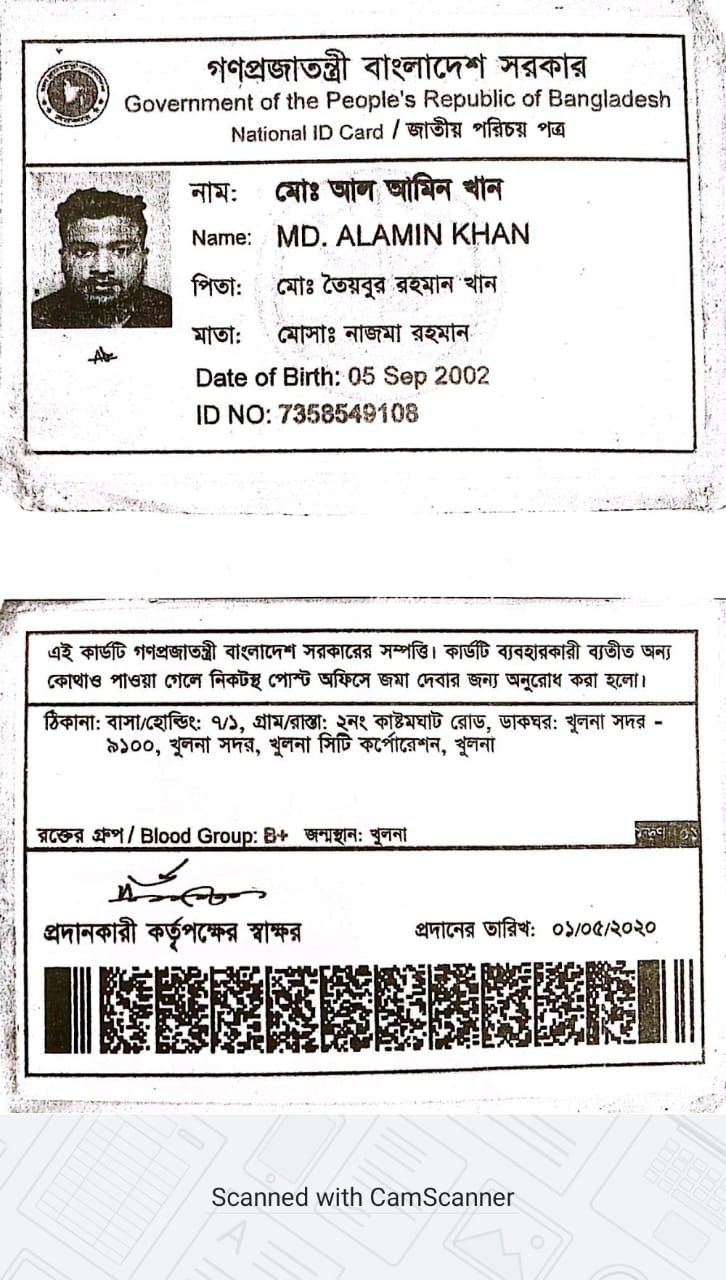 গণপ্রজাতন্ত্রী বাংলাদেশ সরকার
Government of the People's Republic of Bangladesh
National ID Card / জাতীয় পরিচয় পত্র
নাম: মোঃ আল আমিন খান
Name: MD. ALAMIN KHAN
পিতা: মোঃ তৈয়বুর রহমান খান
মাতা: মোসাঃ নাজমা রহমান
Date of Birth: 05 Sep 2002
ID NO: 7358549108
এই কার্ডটি গণপ্রজাতন্ত্রী বাংলাদেশ সরকারের সম্পত্তি। কার্ডটি ব্যবহারকারী ব্যতীত অন্য
কোথাও পাওয়া গেলে নিকটস্থ পোস্ট অফিসে জমা দেবার জন্য অনুরোধ করা হলো।
ঠিকানা: বাসা/হোল্ডিং: ৭/১, গ্রাম/রাস্তা: ২নং কাষ্টমঘাট রোড, ডাকঘর: খুলনা সদর -
৯১০০, খুলনা সদর, খুলনা সিটি কর্পোরেশন, খুলনা
রক্তের গ্রুপ / Blood Group: B+ জন্মস্থান: খুলনা
প্রদানকারী কর্তৃপক্ষের স্বাক্ষর প্রদানের তারিখ: ০১/০৫/২০২০
Scanned with CamScanner